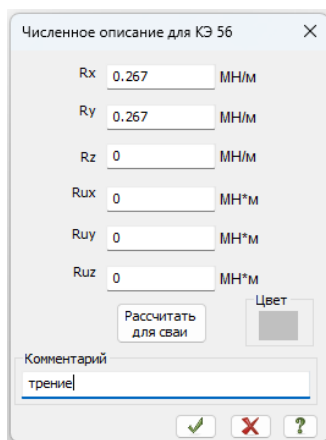 Численное описание для КЭ 56
Rx 0.267 МН/м
Ry 0.267 МН/м
Rz 0 МН/м
Rux 0 МН*м
Ruy 0 МН*м
Ruz 0 МН*м
Рассчитать
для сваи
Цвет
Комментарий
трение
?